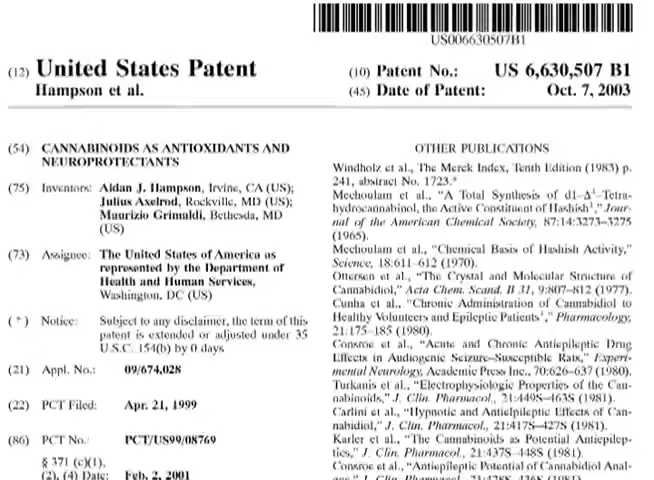 US006630507B1
(12) United States Patent
Hampson et al.
(10) Patent No.: US 6,630,507 B1
(45) Date of Patent: Oct. 7, 2003
(54) CANNABINOIDS AS ANTIOXIDANTS AND
NEUROPROTECTANTS
(75) Inventors: Aidan J. Hampson, Irvine, CA (US);
Julius Axelrod, Rockville, MD (US);
Maurizio Grimaldi, Bethesda, MD
(US)
(73) Assignee: The United States of America as
represented by the Department of
Health and Human Services,
Washington, DC (US)
( * ) Notice: Subject to any disclaimer, the term of this
patent is extended or adjusted under 35
U.S.C. 154(b) by 0 days
(21) Appl. No.: 09/674,028
(22) PCT Filed: Apr. 21, 1999
(86) PCT No.: PCT/US99/08769
§ 371 (c)(1),
(2), (4) Date: Feb. 2, 2001
OTHER PUBLICATIONS
Windholz et al., The Merck Index, Tenth Edition (1983) p.
241, abstract No. 1723.*
Mechoulam et al., "A Total Synthesis of dl-Δ¹-Tetra-
hydrocannabinol, the Active Constituent of Hashish¹," Jour-
nal of the American Chemical Society, 87:14:3273-3275
(1965).
Mechoulam et al., "Chemical Basis of Hashish Activity,"
Science, 18:611-612 (1970).
Ottersen et al., "The Crystal and Molecular Structure of
Cannabidiol," Acta Chem. Scand. B 31, 9:807-812 (1977).
Cunha et al., "Chronic Administration of Cannabidiol to
Healthy Volunteers and Epileptic Patients¹," Pharmacology,
21:175-185 (1980).
Consroe et al., "Acute and Chronic Antiepileptic Drug
Effects in Audiogenic Seizure-Susceptible Rats," Experi-
mental Neurology, Academic Press Inc., 70:626-637 (1980).
Turkanis et al., "Electrophysiologic Properties of the Can-
nabinoids," J. Clin. Pharmacol., 21:449S-463S (1981).
Carlini et al., "Hypnotic and Antielpileptic Effects of Can-
nabidiol," J. Clin. Pharmacol., 21:417S-427S (1981).
Karler et al., "The Cannabinoids as Potential Antiepilep-
tics," J. Clin. Pharmacol., 21:437S-448S (1981).
Consroe et al., "Antiepileptic Potential of Cannabidiol Anal-